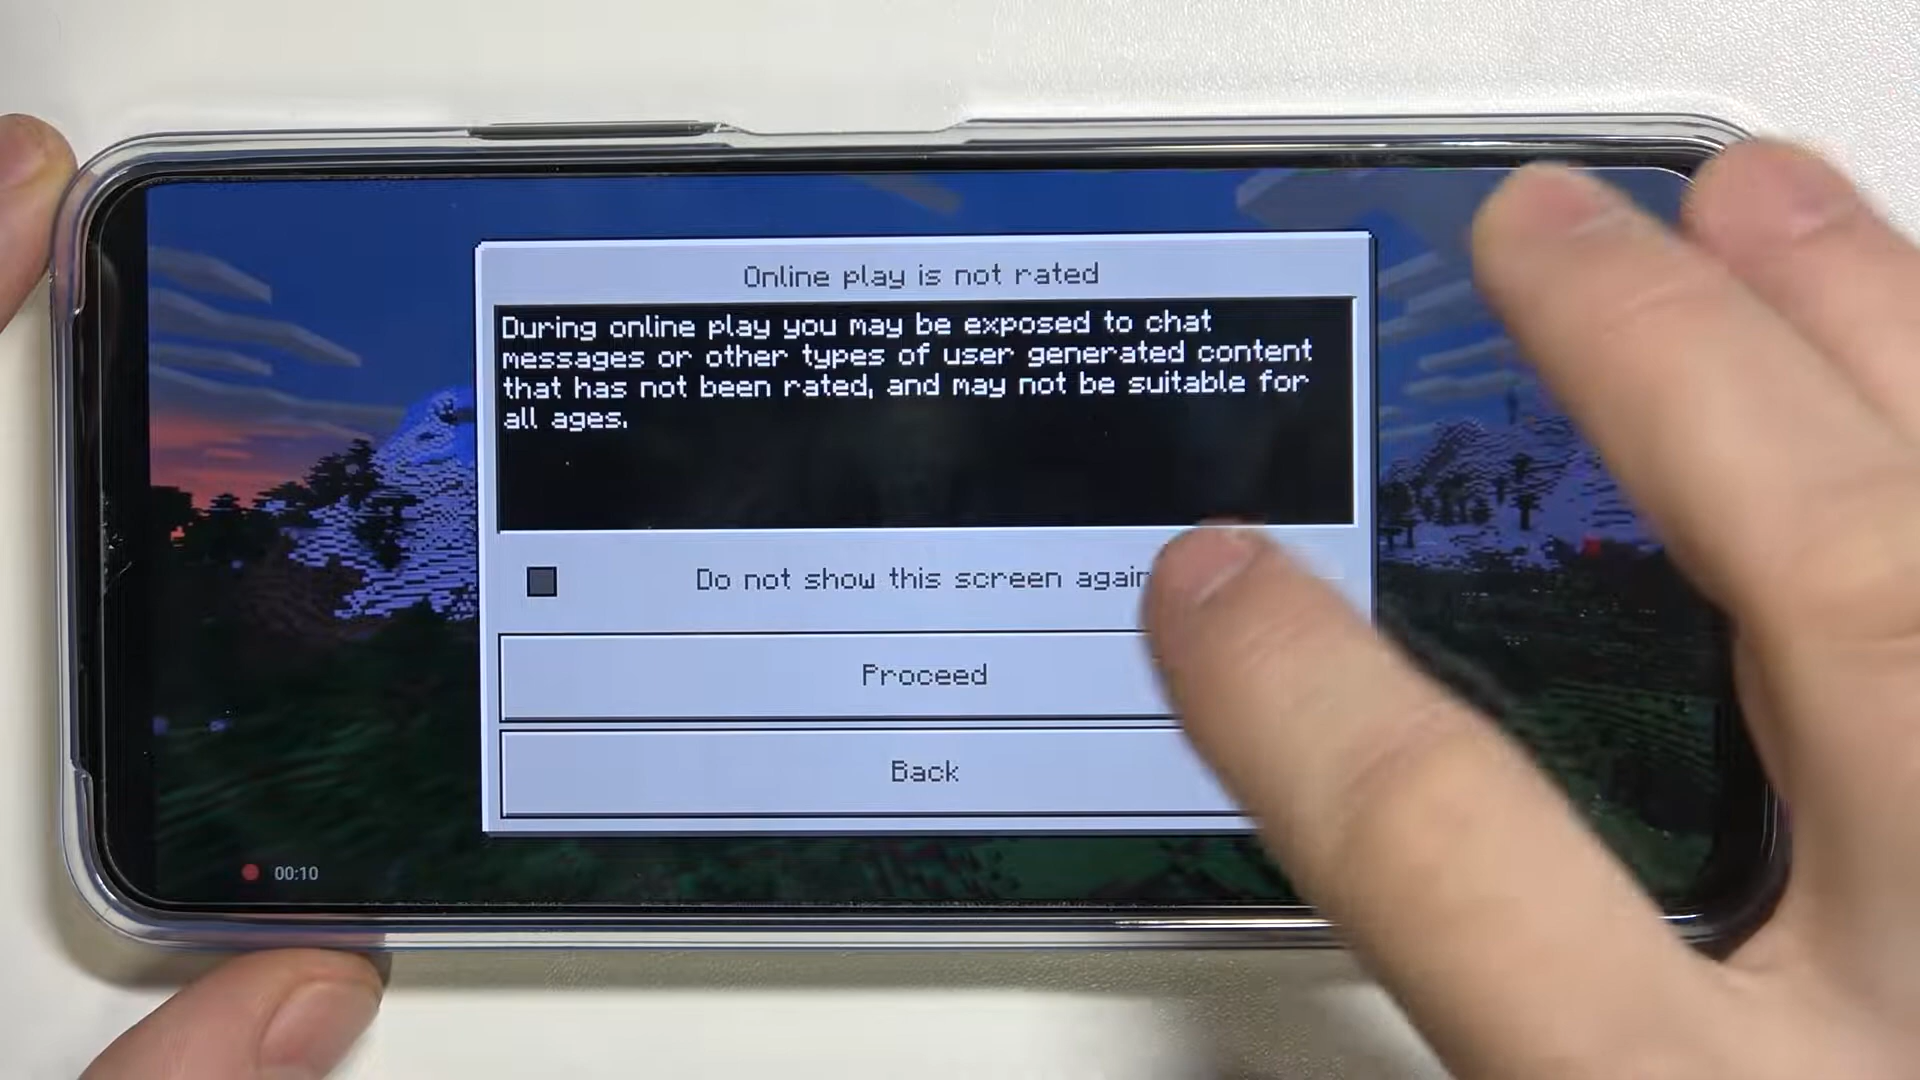 Online play is not rated
During online play you may be exposed to chat
messages or other types of user generated content
that has not been rated, and may not be suitable for
all ages.
Do not show this screen again
Proceed
Back
00:10